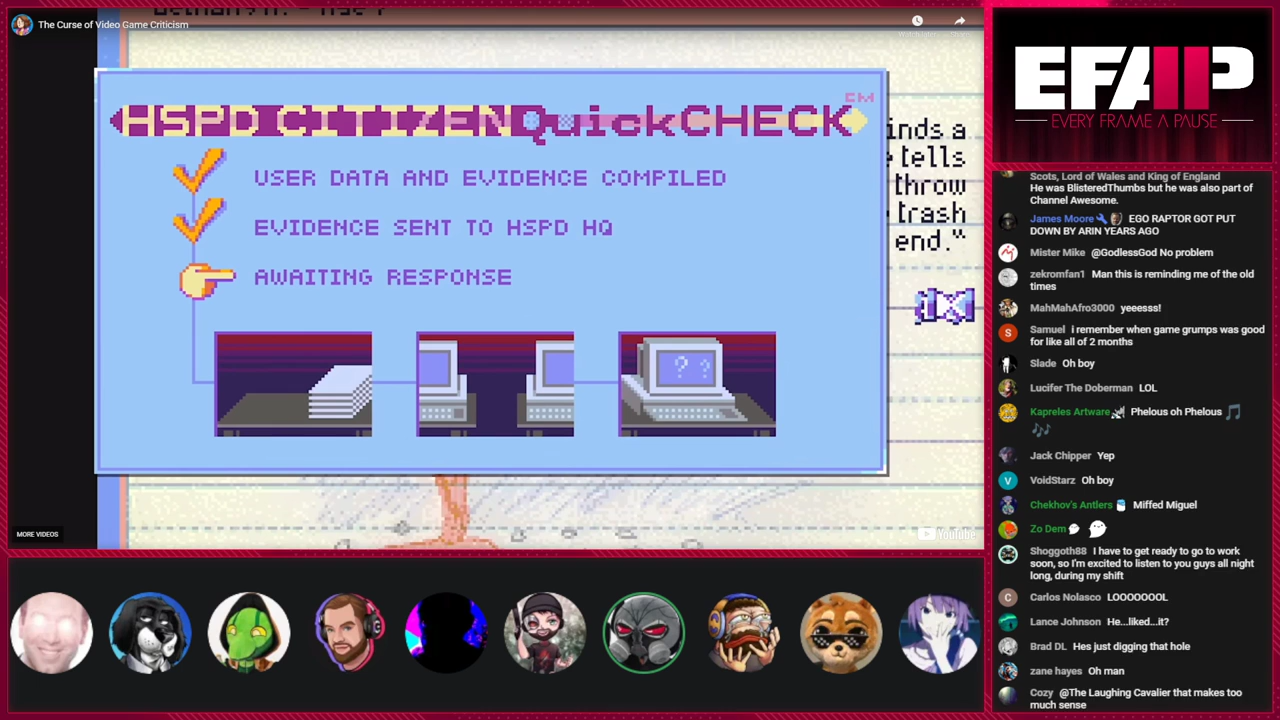 The Curse of Video Game Criticism
HSPD CITIZEN QuickCHECK
USER DATA AND EVIDENCE COMPILED
EVIDENCE SENT TO HSPD HQ
AWAITING RESPONSE
? ?
inds a
tells
throw
trash
end."
MORE VIDEOS
YouTube
EFAP
EVERY FRAME A PAUSE
Scots, Lord of Wales and King of England
He was BlisteredThumbs but he was also part of
Channel Awesome.
James Moore EGO RAPTOR GOT PUT
DOWN BY ARIN YEARS AGO
Mister Mike @GodlessGod No problem
zekromfan1 Man this is reminding me of the old
times
MahMahAfro3000 yeeesss!
S
Samuel i remember when game grumps was good
for like all of 2 months
Slade Oh boy
Lucifer The Doberman LOL
Kapreles Artware Phelous oh Phelous
Jack Chipper Yep
V
VoidStarz Oh boy
Chekhov's Antlers Miffed Miguel
Zo Dem
Shoggoth88 I have to get ready to go to work
soon, so I'm excited to listen to you guys all night
long, during my shift
C
Carlos Nolasco LOOOOOOOL
Lance Johnson He...liked...it?
Brad DL Hes just digging that hole
zane hayes Oh man
Cozy @The Laughing Cavalier that makes too
much sense